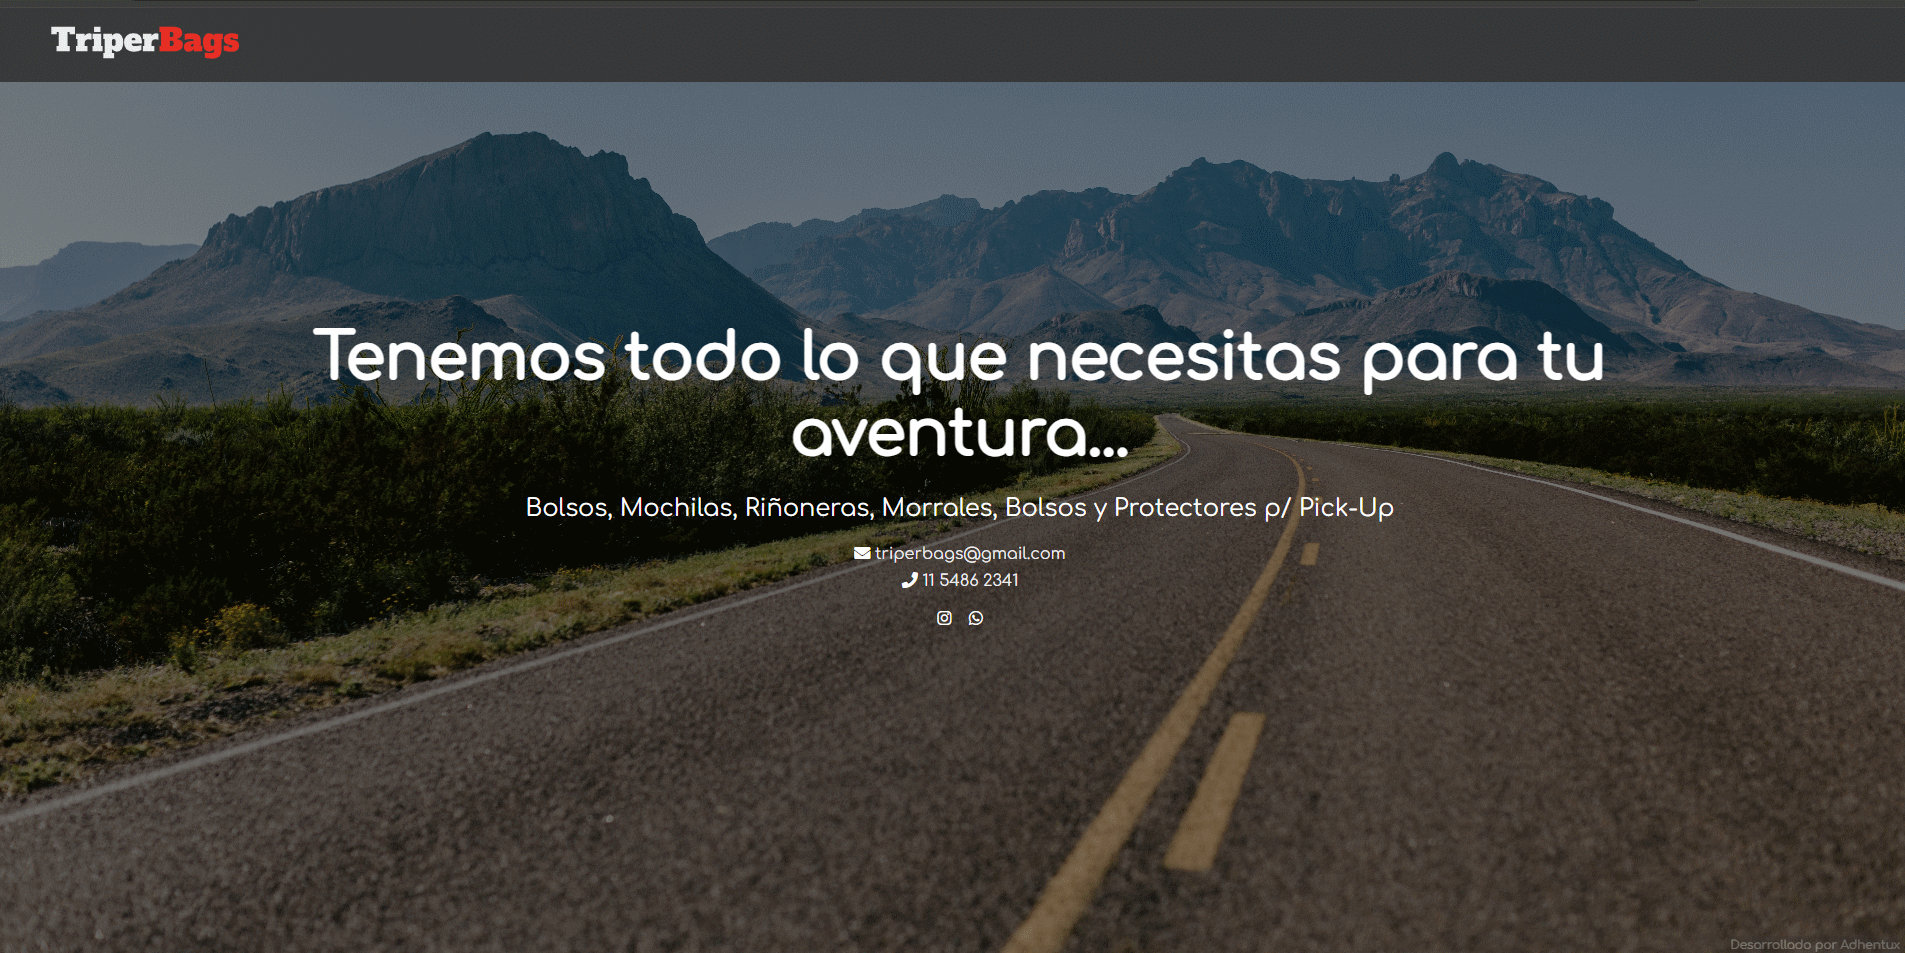 TriperBags
Tenemos todo lo que necesitas para tu
aventura...
Bolsos, Mochilas, Riñoneras, Morrales, Bolsos y Protectores p/ Pick-Up
triperbags@gmail.com
11 5486 2341
Desarrollado por Adhentux